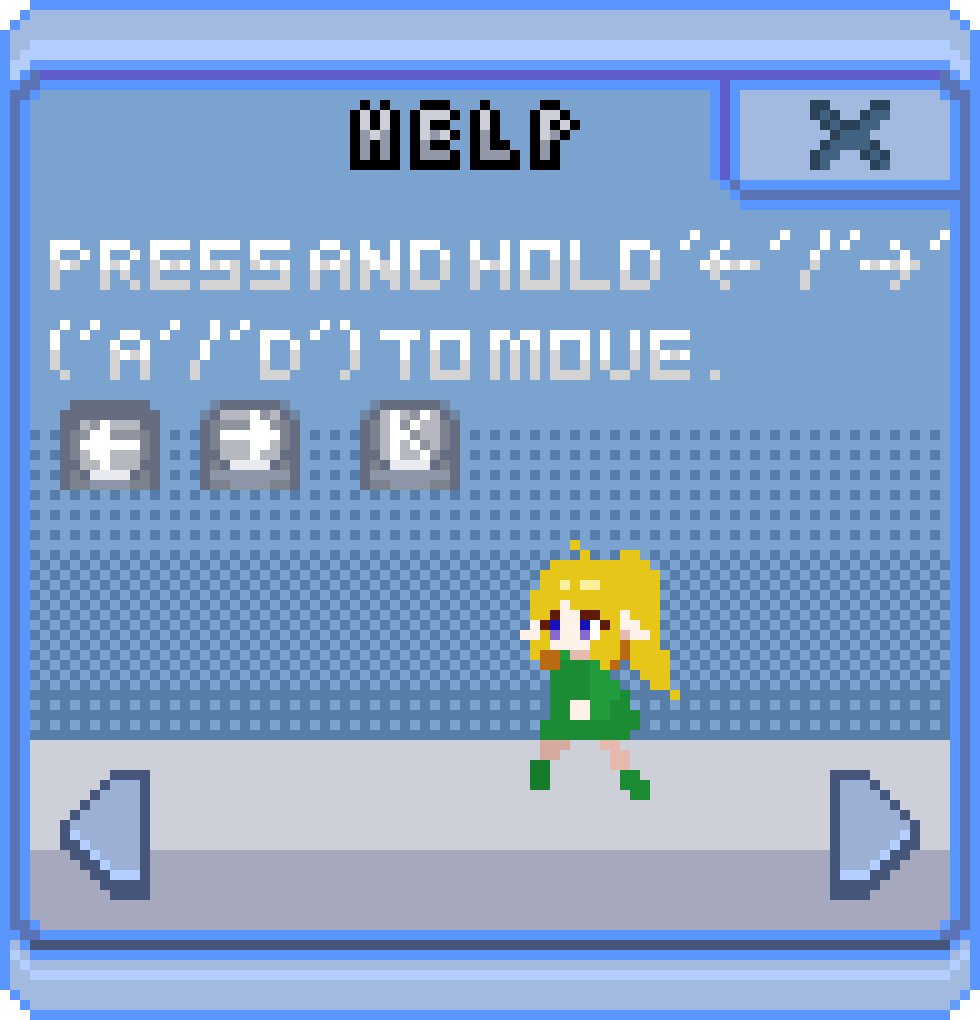 HELP
PRESS AND HOLD '←'/'→'
('A'/'D') TO MOVE.
← → K